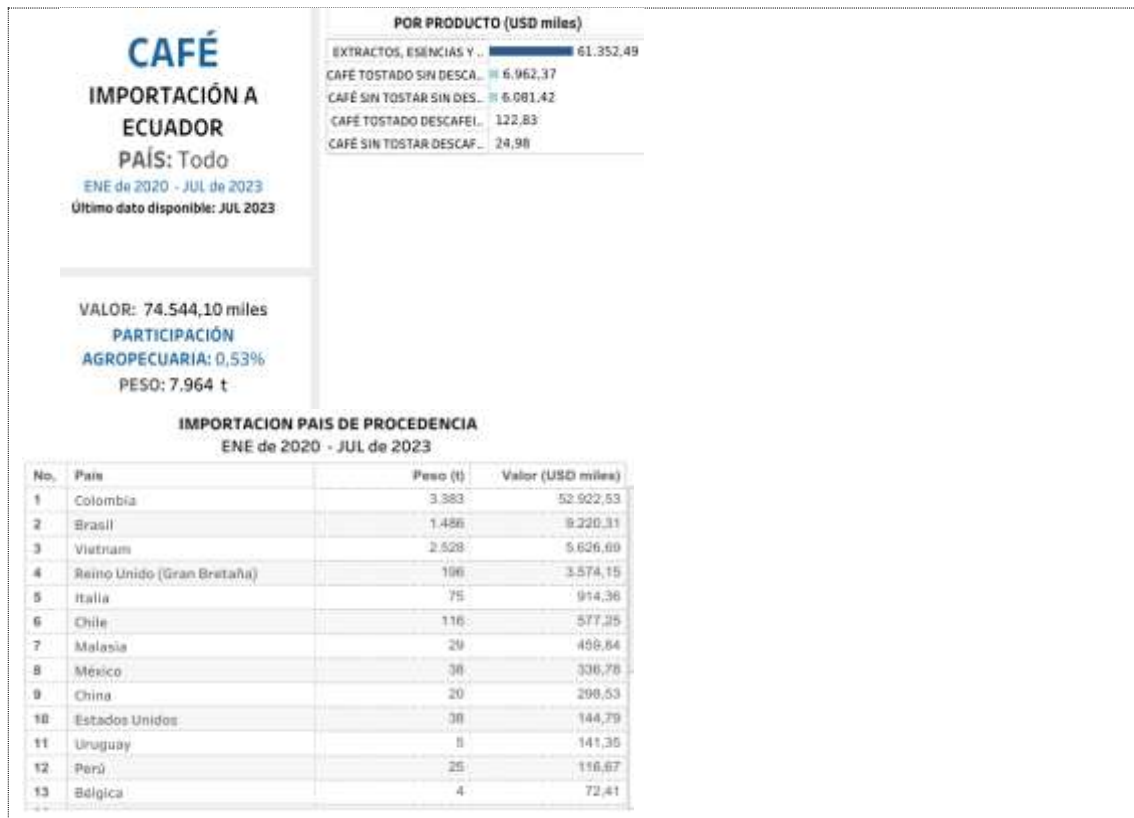 CAFÉ
IMPORTACIÓN A
ECUADOR
PAÍS: Todo
ENE de 2020 - JUL de 2023
Último dato disponible: JUL 2023
VALOR: 74.544,10 miles
PARTICIPACIÓN
AGROPECUARIA: 0,53%
PESO: 7.964 t
POR PRODUCTO (USD miles)
EXTRACTOS, ESENCIAS Y .. 61.352,49
CAFÉ TOSTADO SIN DESCA.. 6.962,37
CAFÉ SIN TOSTAR SIN DES.. 6.081,42
CAFÉ TOSTADO DESCAFEI.. 122,83
CAFÉ SIN TOSTAR DESCAF.. 24,98
IMPORTACION PAIS DE PROCEDENCIA
ENE de 2020 - JUL de 2023
No. País Peso (t) Valor (USD miles)
1 Colombia 3.383 52.922,53
2 Brasil 1.486 9.220,31
3 Vietnam 2.528 5.626,69
4 Reino Unido (Gran Bretaña) 196 3.574,15
5 Italia 75 914,36
6 Chile 116 577,25
7 Malasia 29 459,64
8 México 38 336,78
9 China 20 298,53
10 Estados Unidos 38 144,79
11 Uruguay 5 141,35
12 Perú 25 116,67
13 Bélgica 4 72,41